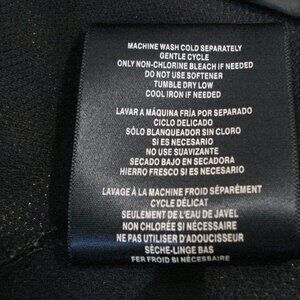 MACHINE WASH COLD SEPARATELY
GENTLE CYCLE
ONLY NON-CHLORINE BLEACH IF NEEDED
DO NOT USE SOFTENER
TUMBLE DRY LOW
COOL IRON IF NEEDED
LAVAR A MÁQUINA FRÍA POR SEPARADO
CICLO DELICADO
SÓLO BLANQUEADOR SIN CLORO
SI ES NECESARIO
NO USE SUAVIZANTE
SECADO BAJO EN SECADORA
HIERRO FRESCO SI ES NECESARIO
LAVAGE À LA MACHINE FROID SÉPARÉMENT
CYCLE DÉLICAT
SEULEMENT DE L'EAU DE JAVEL
NON CHLORÉE SI NÉCESSAIRE
NE PAS UTILISER D'ADOUCISSEUR
SÈCHE-LINGE BAS
FER FROID SI NÉCESSAIRE